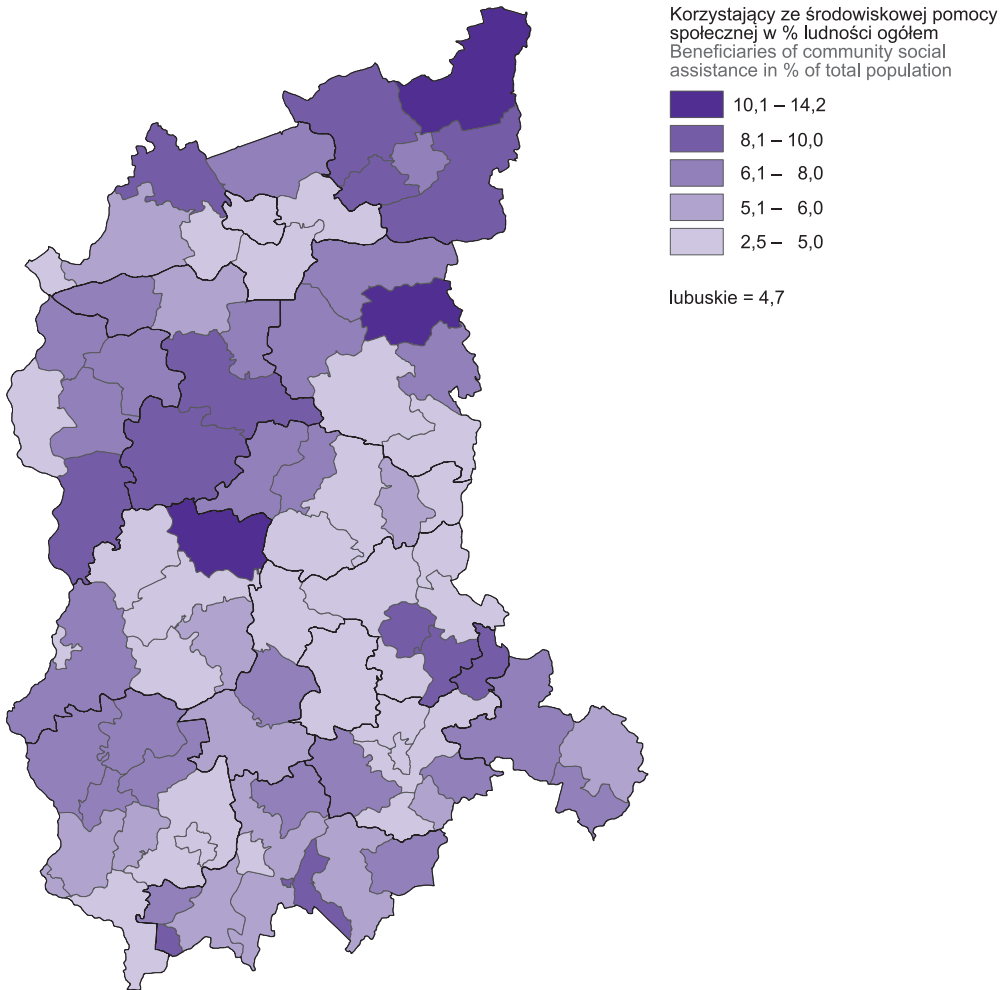 Korzystający ze środowiskowej pomocy
społecznej w % ludności ogółem
Beneficiaries of community social
assistance in % of total population
10,1 – 14,2
8,1 – 10,0
6,1 – 8,0
5,1 – 6,0
2,5 – 5,0
lubuskie = 4,7